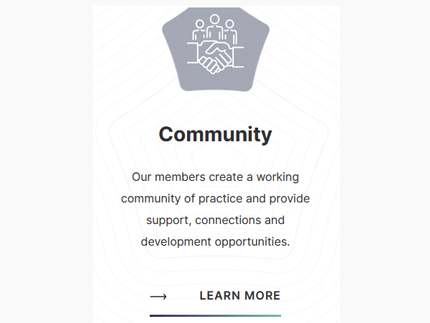 Community
Our members create a working
community of practice and provide
support, connections and
development opportunities.
LEARN MORE